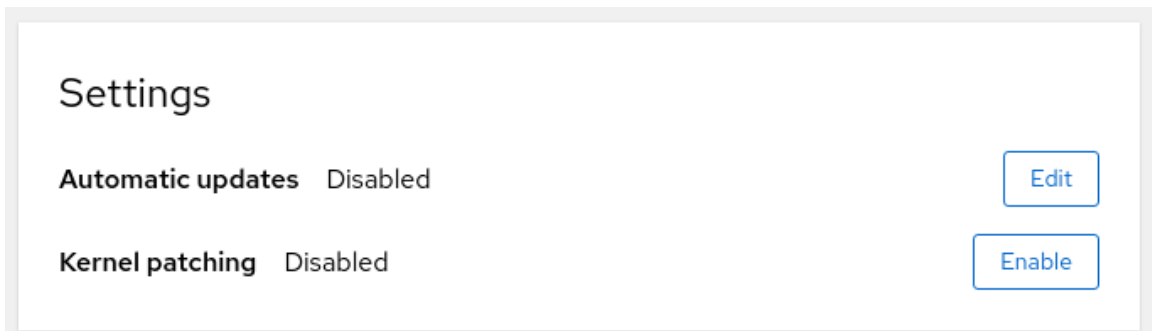 Settings
Automatic updates Disabled Edit
Kernel patching Disabled Enable